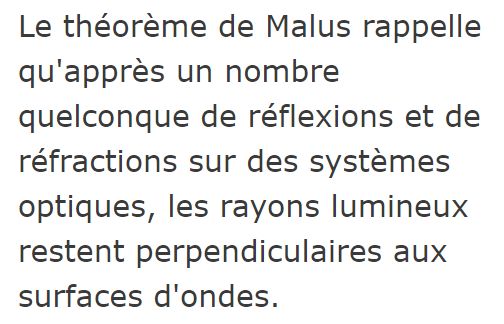 Le théorème de Malus rappelle
qu'apprès un nombre
quelconque de réflexions et de
réfractions sur des systèmes
optiques, les rayons lumineux
restent perpendiculaires aux
surfaces d'ondes.